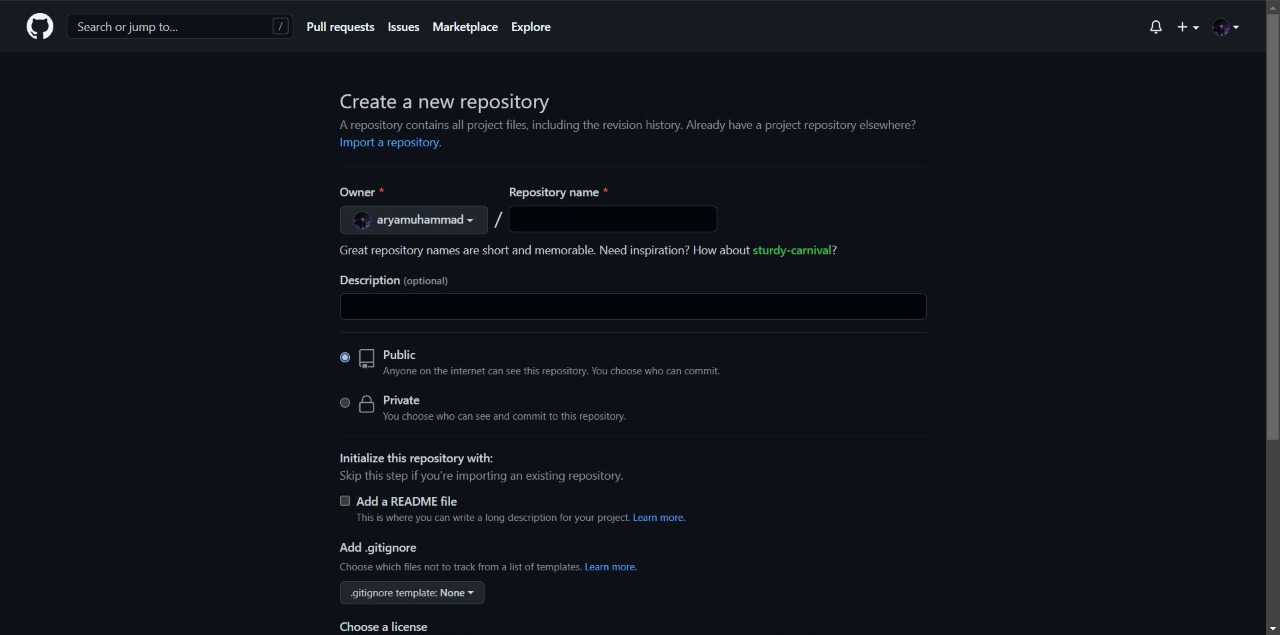 Search or jump to... /
Pull requests Issues Marketplace Explore
Create a new repository
A repository contains all project files, including the revision history. Already have a project repository elsewhere?
Import a repository.
Owner * Repository name *
aryamuhammad /
Great repository names are short and memorable. Need inspiration? How about sturdy-carnival?
Description (optional)
Public
Anyone on the internet can see this repository. You choose who can commit.
Private
You choose who can see and commit to this repository.
Initialize this repository with:
Skip this step if you're importing an existing repository.
Add a README file
This is where you can write a long description for your project. Learn more.
Add .gitignore
Choose which files not to track from a list of templates. Learn more.
.gitignore template: None
Choose a license